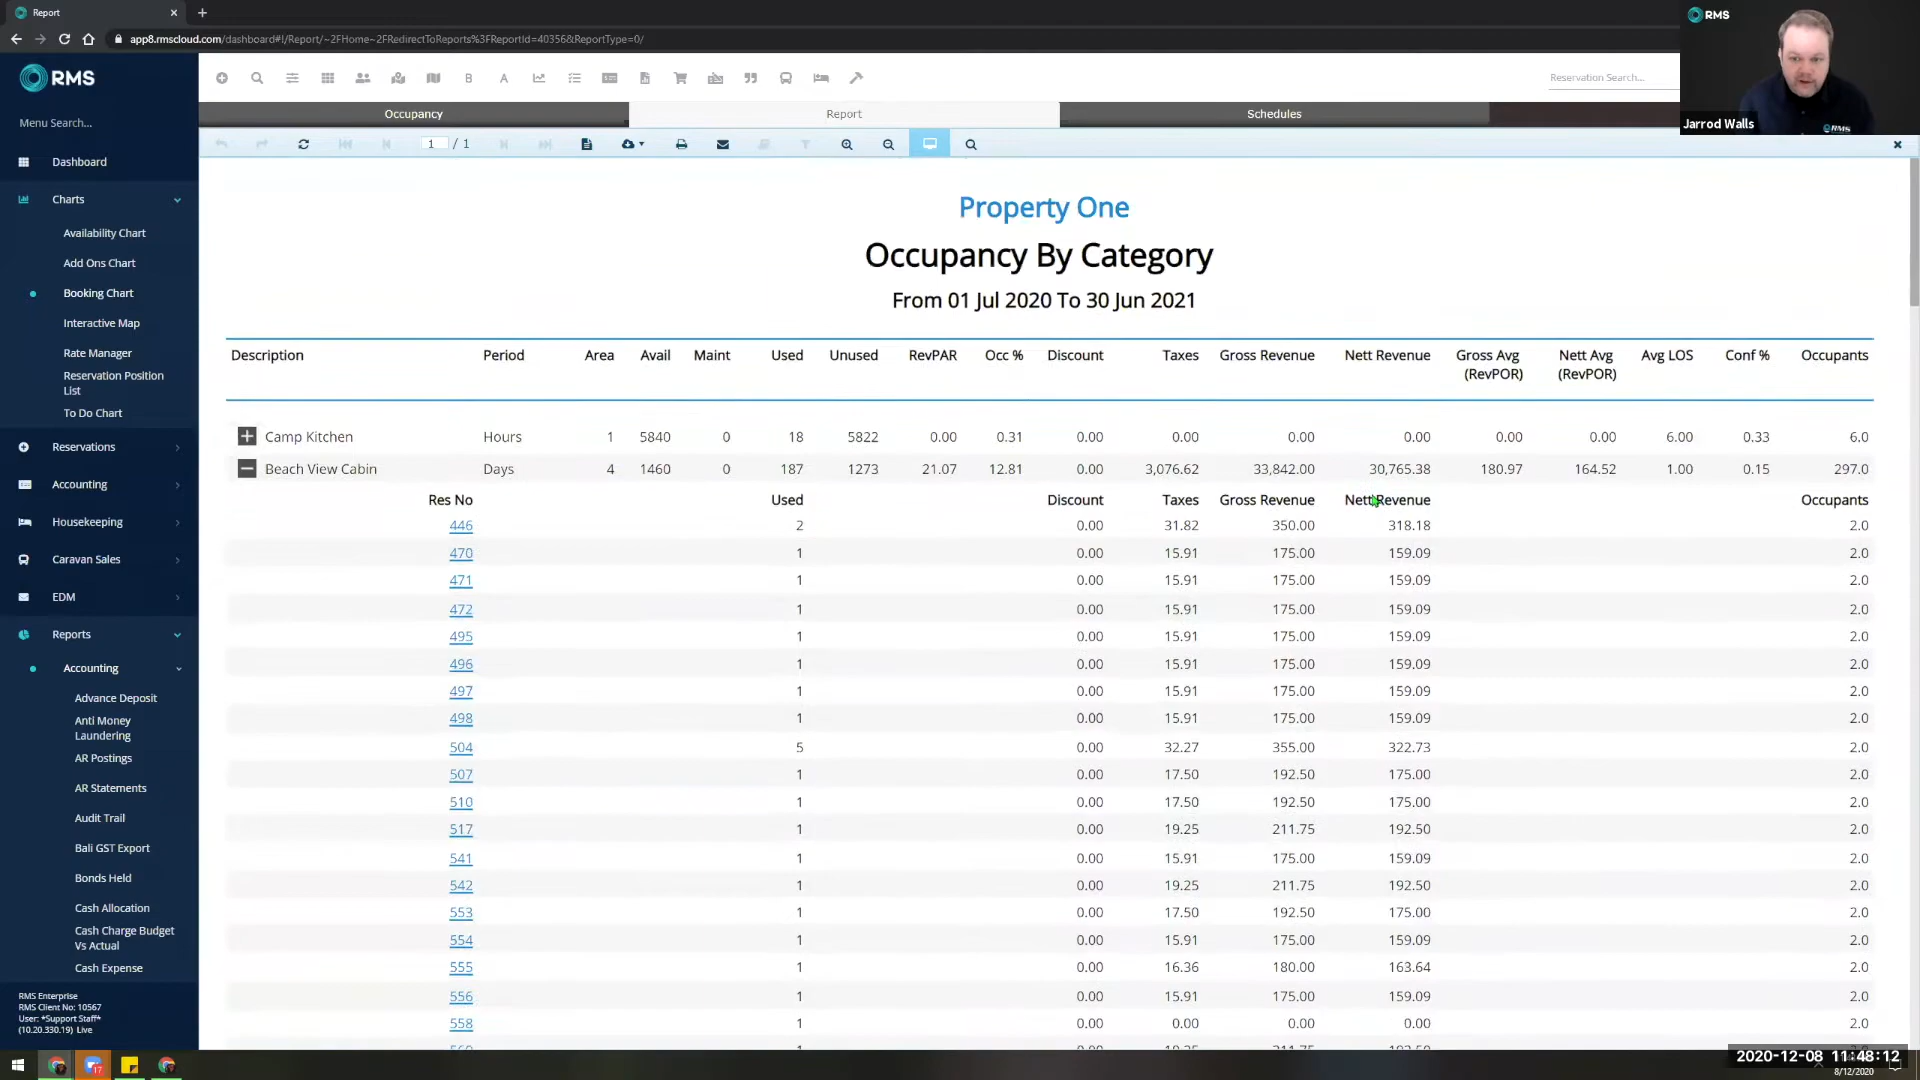 Report
app8.rmscloud.com/dashboard#!/Report/~2FHome~2FRedirectToReports%3FReportId=40356&ReportType=0/
RMS
RMS
Menu Search...
B A
Reservation Search...
Jarrod Walls
RMS
Occupancy Report Schedules
1 / 1
Dashboard
Charts
Availability Chart
Add Ons Chart
Booking Chart
Interactive Map
Rate Manager
Reservation Position
List
To Do Chart
Reservations
Accounting
Housekeeping
Caravan Sales
EDM
Reports
Accounting
Advance Deposit
Anti Money
Laundering
AR Postings
AR Statements
Audit Trail
Bali GST Export
Bonds Held
Cash Allocation
Cash Charge Budget
Vs Actual
Cash Expense
RMS Enterprise
RMS Client No: 10567
User: *Support Staff*
(10.20.330.19) Live
Property One
Occupancy By Category
From 01 Jul 2020 To 30 Jun 2021
Description Period Area Avail Maint Used Unused RevPAR Occ % Discount Taxes Gross Revenue Nett Revenue Gross Avg (RevPOR) Nett Avg (RevPOR) Avg LOS Conf % Occupants
Camp Kitchen Hours 1 5840 0 18 5822 0.00 0.31 0.00 0.00 0.00 0.00 0.00 0.00 6.00 0.33 6.0
Beach View Cabin Days 4 1460 0 187 1273 21.07 12.81 0.00 3,076.62 33,842.00 30,765.38 180.97 164.52 1.00 0.15 297.0
Res No Used Discount Taxes Gross Revenue Nett Revenue Occupants
446 2 0.00 31.82 350.00 318.18 2.0
470 1 0.00 15.91 175.00 159.09 2.0
471 1 0.00 15.91 175.00 159.09 2.0
472 1 0.00 15.91 175.00 159.09 2.0
495 1 0.00 15.91 175.00 159.09 2.0
496 1 0.00 15.91 175.00 159.09 2.0
497 1 0.00 15.91 175.00 159.09 2.0
498 1 0.00 15.91 175.00 159.09 2.0
504 5 0.00 32.27 355.00 322.73 2.0
507 1 0.00 17.50 192.50 175.00 2.0
510 1 0.00 17.50 192.50 175.00 2.0
517 1 0.00 19.25 211.75 192.50 2.0
541 1 0.00 15.91 175.00 159.09 2.0
542 1 0.00 19.25 211.75 192.50 2.0
553 1 0.00 17.50 192.50 175.00 2.0
554 1 0.00 15.91 175.00 159.09 2.0
555 1 0.00 16.36 180.00 163.64 2.0
556 1 0.00 15.91 175.00 159.09 2.0
558 1 0.00 0.00 0.00 0.00 2.0
17
2020-12-08 11:48:12
8/12/2020